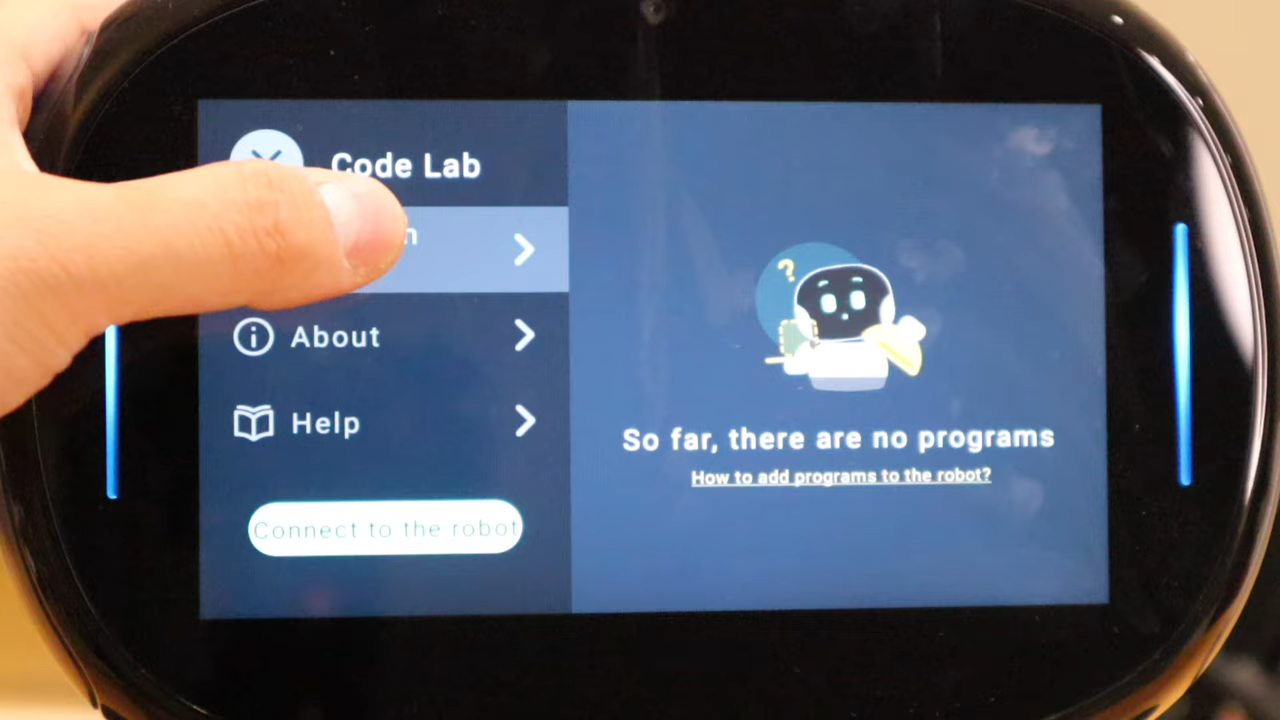 Code Lab
About
Help
Connect to the robot
?
So far, there are no programs
How to add programs to the robot?